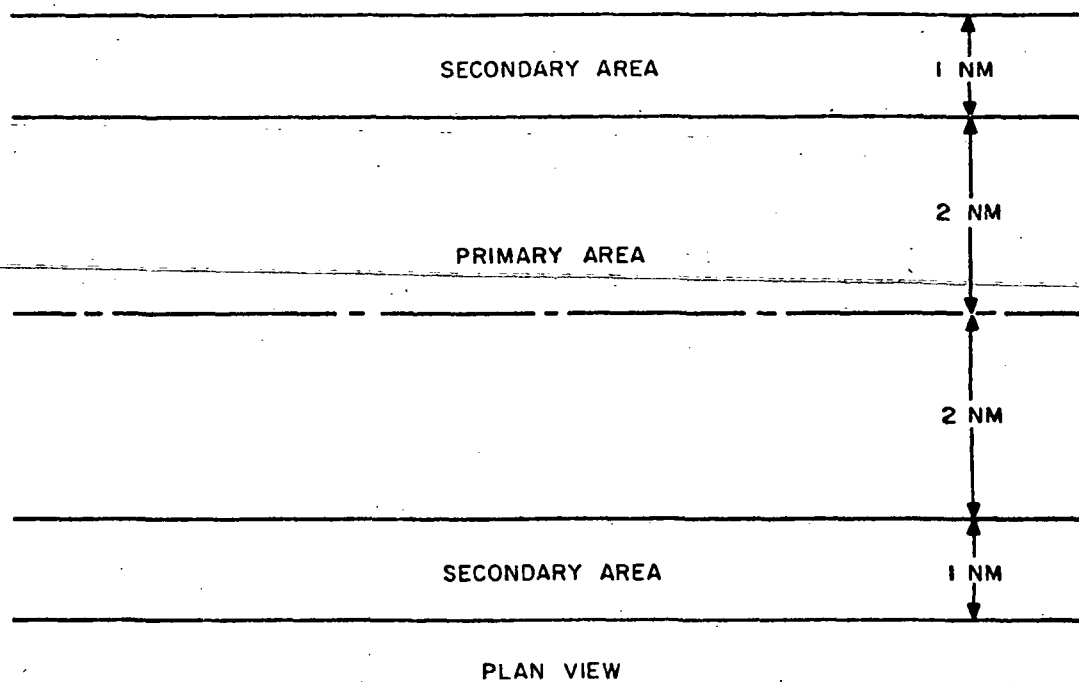 SECONDARY AREA
1 NM
2 NM
PRIMARY AREA
2 NM
SECONDARY AREA
1 NM
PLAN VIEW